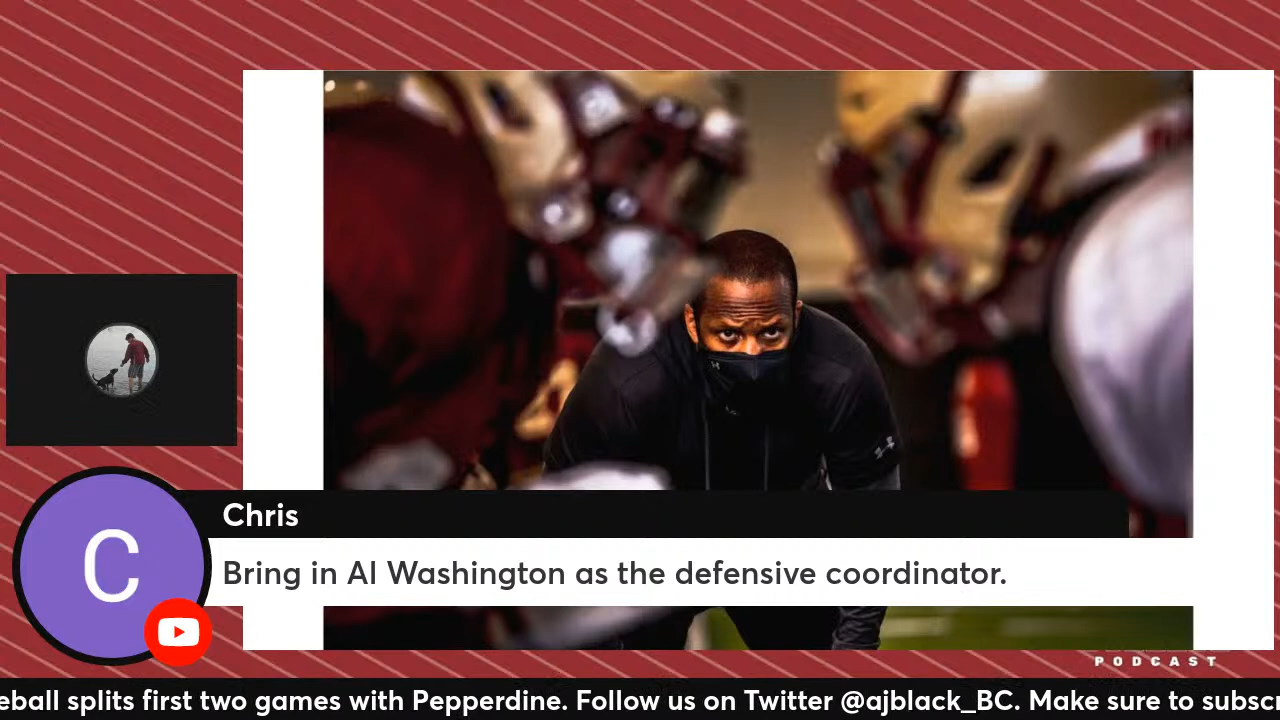 Chris
Bring in Al Washington as the defensive coordinator.
C
PODCAST
eball splits first two games with Pepperdine. Follow us on Twitter @ajblack_BC. Make sure to subsc